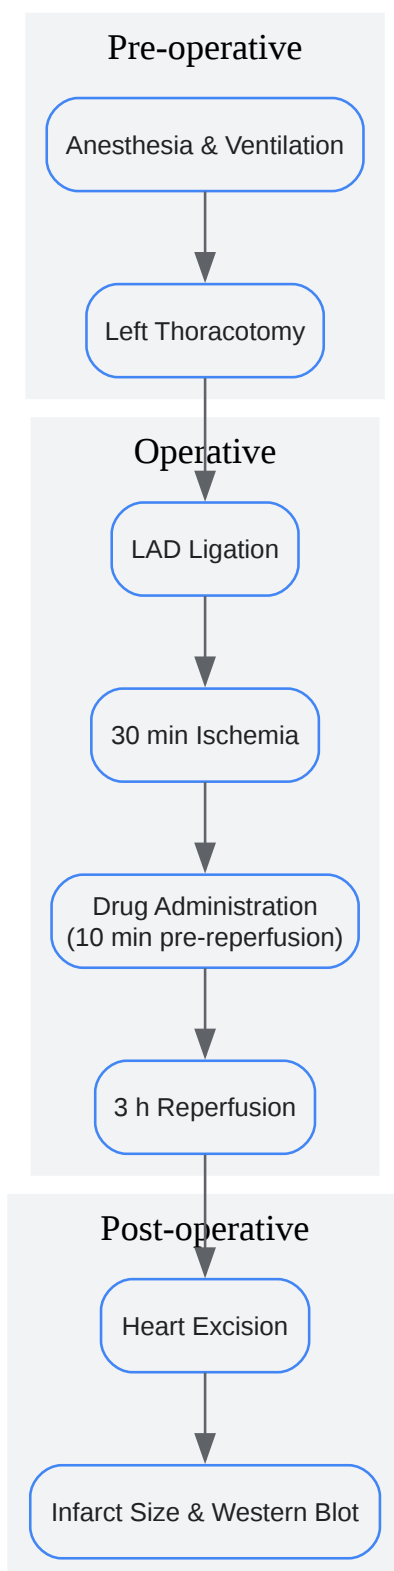 Pre-operative
Anesthesia & Ventilation
Left Thoracotomy
Operative
LAD Ligation
30 min Ischemia
Drug Administration
(10 min pre-reperfusion)
3 h Reperfusion
Post-operative
Heart Excision
Infarct Size & Western Blot